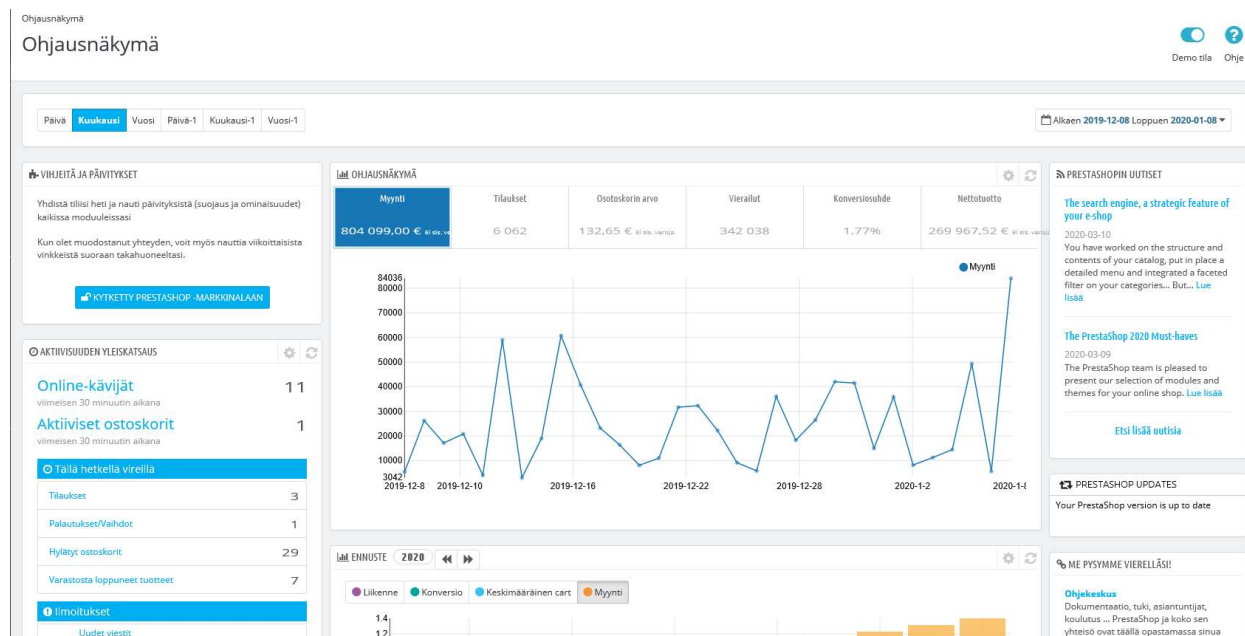 Ohjausnäkymä
Ohjausnäkymä
Demo tila
Ohje
Päivä Kuukausi Vuosi Päivä-1 Kuukausi-1 Vuosi-1
Alkaen 2019-12-08 Loppuen 2020-01-08
VIHJEITÄ JA PÄIVITYKSET
Yhdistä tiliisi heti ja nauti päivityksistä (suojaus ja ominaisuudet)
kaikissa moduuleissasi
Kun olet muodostanut yhteyden, voit myös nauttia viikoittaisista
vinkkeistä suoraan takahuoneeltasi.
KYTKETTY PRESTASHOP -MARKKINALAAN
AKTIIVISUUDEN YLEISKATSAUS
Online-kävijät 11
viimeisen 30 minuutin aikana
Aktiiviset ostoskorit 1
viimeisen 30 minuutin aikana
Tällä hetkellä vireillä
Tilaukset 3
Palautukset/Vaihdot 1
Hylätyt ostoskorit 29
Varastosta loppuneet tuotteet 7
Ilmoitukset
Uudet viestit
OHJAUSNÄKYMÄ
Myynti Tilaukset Osotoskorin arvo Vierailut Konversiosuhde Nettotuotto
804 099,00 € ei sis. ve 6 062 132,65 € ei sis. veroja. 342 038 1.77% 269 967,52 € ei sis. veroja
Myynti
84036
80000
70000
60000
50000
40000
30000
20000
10000
3042
2019-12-8 2019-12-10 2019-12-16 2019-12-22 2019-12-28 2020-1-2 2020-1-8
ENNUSTE 2020
Liikenne Konversio Keskimääräinen cart Myynti
1.4
1.2
PRESTASHOPIN UUTISET
The search engine, a strategic feature of
your e-shop
2020-03-10
You have worked on the structure and
contents of your catalog, put in place a
detailed menu and integrated a faceted
filter on your categories... But... Lue
lisää
The PrestaShop 2020 Must-haves
2020-03-09
The PrestaShop team is pleased to
present our selection of modules and
themes for your online shop. Lue lisää
Etsi lisää uutisia
PRESTASHOP UPDATES
Your PrestaShop version is up to date
ME PYSYMME VIERELLÄSI!
Ohjekeskus
Dokumentaatio, tuki, asiantuntijat,
koulutus ... PrestaShop ja koko sen
yhteisö ovat täällä opastamassa sinua